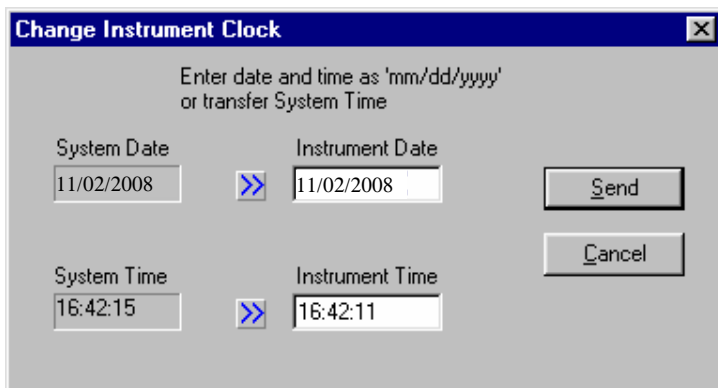 Change Instrument Clock
Enter date and time as 'mm/dd/yyyy'
or transfer System Time
System Date
Instrument Date
11/02/2008
>>
11/02/2008
Send
Cancel
System Time
Instrument Time
16:42:15
>>
16:42:11